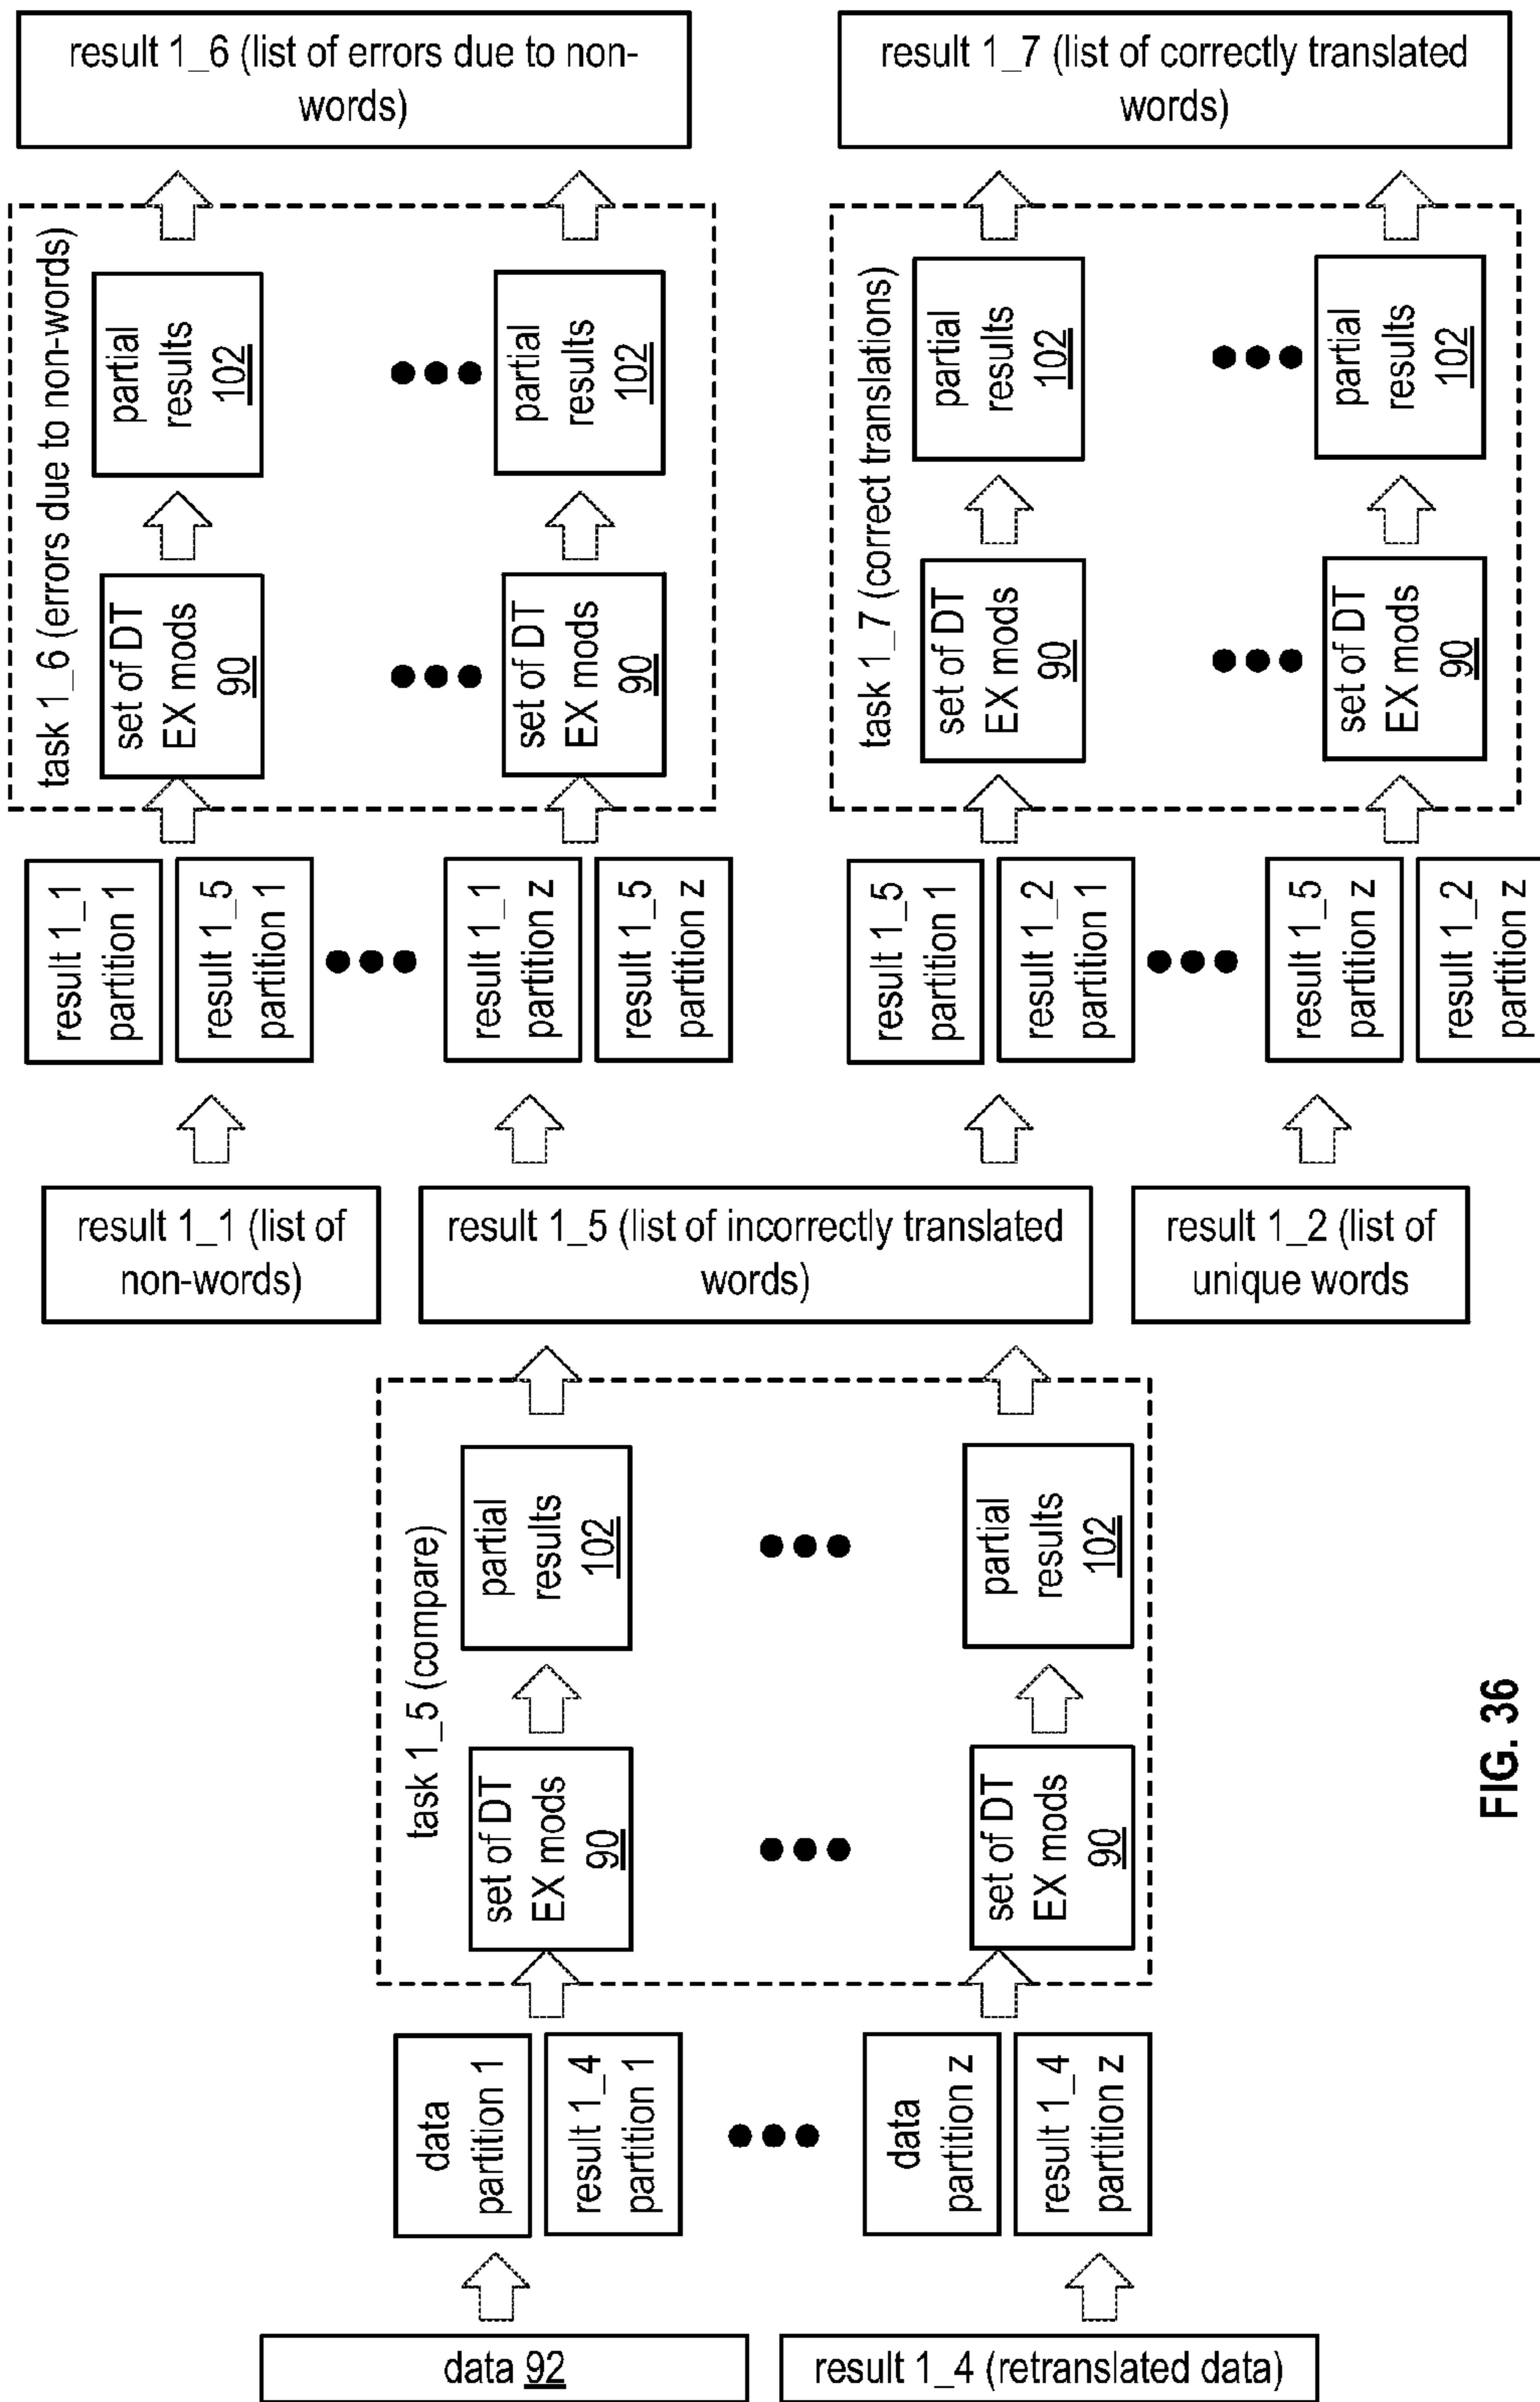 data 92
result 1_4 (retranslated data)
data
partition 1
result 1_4
partition 1
data
partition z
result 1_4
partition z
task 1_5 (compare)
set of DT
EX mods
90
partial
results
102
set of DT
EX mods
90
partial
results
102
result 1_1 (list of
non-words)
result 1_5 (list of incorrectly translated
words)
result 1_2 (list of
unique words
result 1_1
partition 1
result 1_5
partition 1
result 1_1
partition z
result 1_5
partition z
result 1_5
partition 1
result 1_2
partition 1
result 1_5
partition z
result 1_2
partition z
task 1_6 (errors due to non-words)
set of DT
EX mods
90
partial
results
102
set of DT
EX mods
90
partial
results
102
task 1_7 (correct translations)
set of DT
EX mods
90
partial
results
102
set of DT
EX mods
90
partial
results
102
result 1_6 (list of errors due to non-
words)
result 1_7 (list of correctly translated
words)
FIG. 36